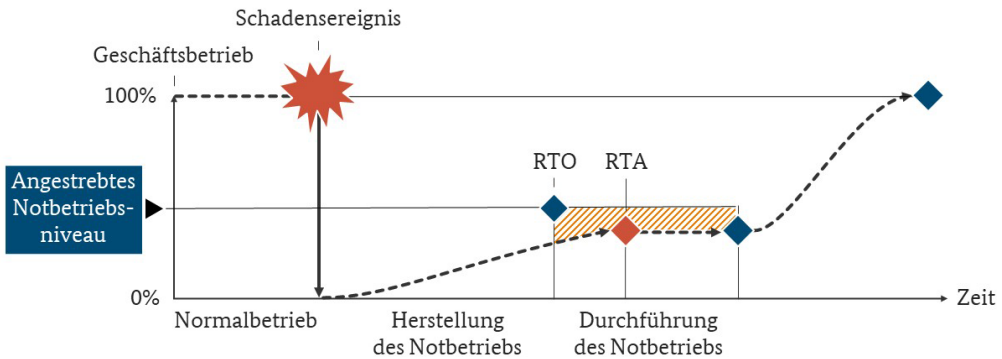 Schadensereignis
Geschäftsbetrieb
100%
RTO
RTA
Angestrebtes
Notbetriebs-
niveau
0%
Zeit
Normalbetrieb
Herstellung
des Notbetriebs
Durchführung
des Notbetriebs